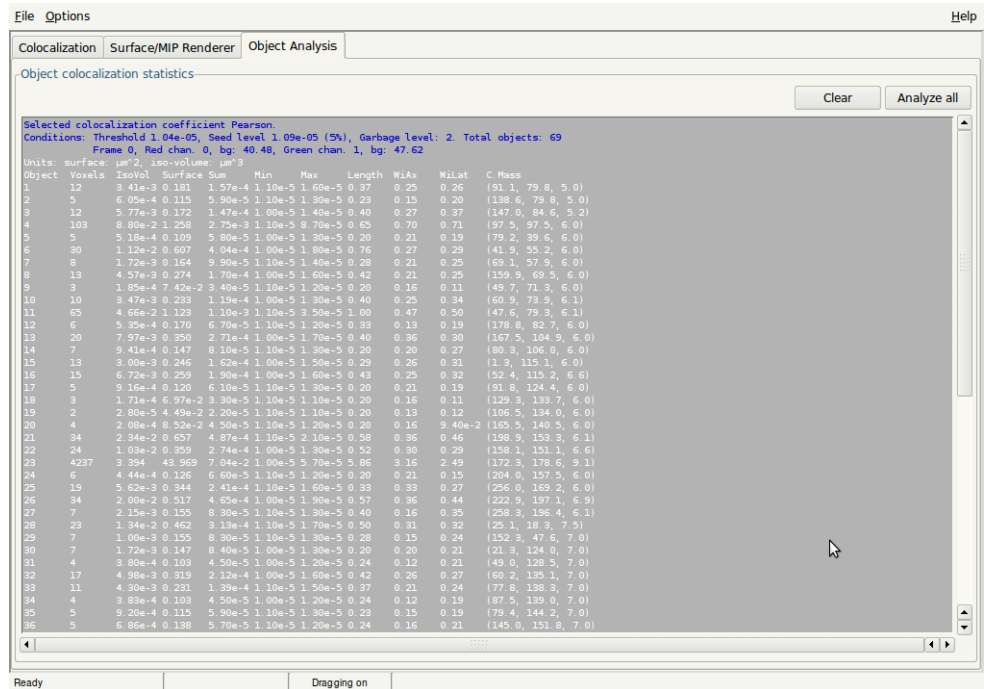 File Options Help
Colocalization Surface/MIP Renderer Object Analysis
Object colocalization statistics
Clear Analyze all
Selected colocalization coefficient Pearson.
Conditions: Threshold 1.04e-05, Seed level 1.09e-05 (5%), Garbage level: 2. Total objects: 69
Frame 0, Red chan. 0, bg: 40.48, Green chan. 1, bg: 47.62
Units: surface: µm^2, iso-volume: µm^3
Object Voxels IsoVol Surface Sum Min Max Length WiAx WiLat C.Mass
1 12 3.41e-3 0.181 1.57e-4 1.10e-5 1.60e-5 0.37 0.25 0.26 (91.1, 79.8, 5.0)
2 5 6.05e-4 0.115 5.90e-5 1.10e-5 1.30e-5 0.23 0.15 0.20 (138.6, 79.8, 5.0)
3 12 5.77e-3 0.172 1.47e-4 1.00e-5 1.40e-5 0.40 0.27 0.37 (147.0, 84.6, 5.2)
4 103 8.80e-2 1.258 2.75e-3 1.10e-5 8.70e-5 0.65 0.70 0.71 (97.5, 97.5, 6.0)
5 5 5.18e-4 0.109 5.80e-5 1.00e-5 1.30e-5 0.20 0.21 0.19 (79.2, 39.6, 6.0)
6 30 1.12e-2 0.607 4.04e-4 1.00e-5 1.80e-5 0.76 0.27 0.29 (41.9, 55.2, 6.0)
7 8 1.72e-3 0.164 9.90e-5 1.10e-5 1.40e-5 0.28 0.21 0.25 (69.1, 57.9, 6.0)
8 13 4.57e-3 0.274 1.70e-4 1.00e-5 1.60e-5 0.42 0.21 0.25 (159.9, 69.5, 6.0)
9 3 1.85e-4 7.42e-2 3.40e-5 1.10e-5 1.20e-5 0.20 0.16 0.11 (49.7, 71.3, 6.0)
10 10 3.47e-3 0.233 1.19e-4 1.00e-5 1.30e-5 0.40 0.25 0.34 (60.9, 73.9, 6.1)
11 65 4.66e-2 1.123 1.10e-3 1.10e-5 3.50e-5 1.00 0.47 0.50 (47.6, 79.3, 6.1)
12 6 5.35e-4 0.170 6.70e-5 1.10e-5 1.20e-5 0.33 0.13 0.19 (178.8, 82.7, 6.0)
13 20 7.97e-3 0.350 2.71e-4 1.00e-5 1.70e-5 0.40 0.36 0.30 (167.5, 104.9, 6.0)
14 7 9.41e-4 0.147 8.10e-5 1.10e-5 1.30e-5 0.20 0.20 0.27 (80.3, 106.0, 6.0)
15 13 3.00e-3 0.246 1.62e-4 1.00e-5 1.50e-5 0.29 0.26 0.31 (1.3, 115.1, 6.0)
16 15 6.72e-3 0.259 1.90e-4 1.00e-5 1.60e-5 0.43 0.25 0.32 (52.4, 115.2, 6.6)
17 5 9.16e-4 0.120 6.10e-5 1.10e-5 1.30e-5 0.20 0.21 0.19 (91.8, 124.4, 6.0)
18 3 1.71e-4 6.97e-2 3.30e-5 1.10e-5 1.10e-5 0.20 0.16 0.11 (129.3, 133.7, 6.0)
19 2 2.80e-5 4.49e-2 2.20e-5 1.10e-5 1.10e-5 0.20 0.13 0.12 (106.5, 134.0, 6.0)
20 4 2.08e-4 8.52e-2 4.50e-5 1.10e-5 1.20e-5 0.20 0.16 9.40e-2 (165.5, 140.5, 6.0)
21 34 2.34e-2 0.657 4.87e-4 1.10e-5 2.10e-5 0.58 0.36 0.46 (198.9, 153.3, 6.1)
22 24 1.03e-2 0.359 2.74e-4 1.00e-5 1.30e-5 0.52 0.30 0.29 (158.1, 151.1, 6.6)
23 4237 3.394 43.969 7.04e-2 1.00e-5 5.70e-5 5.86 3.16 2.49 (172.3, 178.6, 9.1)
24 6 4.44e-4 0.126 6.60e-5 1.10e-5 1.20e-5 0.20 0.21 0.15 (204.0, 157.5, 6.0)
25 19 5.62e-3 0.344 2.41e-4 1.10e-5 1.60e-5 0.33 0.33 0.27 (256.0, 169.2, 6.0)
26 34 2.00e-2 0.517 4.65e-4 1.00e-5 1.90e-5 0.57 0.36 0.44 (222.9, 197.1, 6.9)
27 7 2.15e-3 0.155 8.30e-5 1.10e-5 1.30e-5 0.40 0.16 0.35 (258.3, 196.4, 6.1)
28 23 1.34e-2 0.462 3.13e-4 1.10e-5 1.70e-5 0.50 0.31 0.32 (25.1, 18.3, 7.5)
29 7 1.00e-3 0.155 8.30e-5 1.10e-5 1.30e-5 0.28 0.15 0.24 (152.3, 47.6, 7.0)
30 7 1.72e-3 0.147 8.40e-5 1.00e-5 1.30e-5 0.20 0.20 0.21 (21.3, 124.0, 7.0)
31 4 3.80e-4 0.103 4.50e-5 1.00e-5 1.20e-5 0.24 0.12 0.21 (49.0, 128.5, 7.0)
32 17 4.98e-3 0.319 2.12e-4 1.00e-5 1.60e-5 0.42 0.26 0.27 (60.2, 135.1, 7.0)
33 11 4.30e-3 0.231 1.39e-4 1.10e-5 1.50e-5 0.37 0.21 0.24 (77.8, 138.3, 7.0)
34 4 3.83e-4 0.103 4.50e-5 1.00e-5 1.20e-5 0.24 0.12 0.19 (87.5, 139.0, 7.0)
35 5 9.20e-4 0.115 5.90e-5 1.10e-5 1.30e-5 0.23 0.15 0.19 (79.4, 144.2, 7.0)
36 5 6.86e-4 0.138 5.70e-5 1.10e-5 1.20e-5 0.24 0.16 0.21 (145.0, 151.8, 7.0)
Ready Dragging on